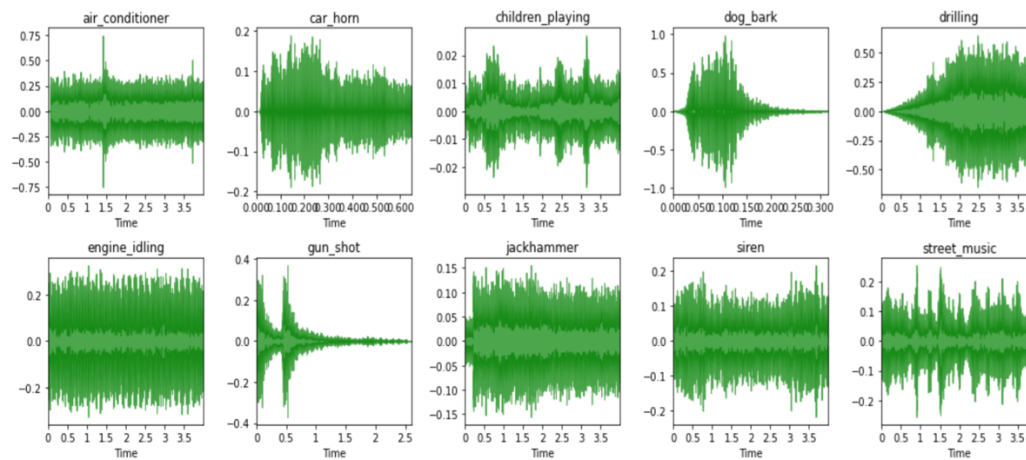 air_conditioner car_horn children_playing dog_bark drilling
0.75 0.2 0.02 1.0 0.50
0.50 0.1 0.01 0.5 0.25
0.25 0.0 0.00 0.0 0.00
0.00 −0.1 −0.01 −0.5 −0.25
−0.25 −0.2 −0.02 −1.0 −0.50
−0.50
−0.75
0 0.5 1 1.5 2 2.5 3 3.5 0.000 0.100 0.200 0.300 0.400 0.500 0.600 0 0.5 1 1.5 2 2.5 3 3.5 0.000 0.100 0.200 0.300 0 0.5 1 1.5 2 2.5 3 3.5
Time Time Time Time Time
engine_idling gun_shot jackhammer siren street_music
0.2 0.4 0.15 0.2 0.2
0.0 0.2 0.10 0.1 0.1
−0.2 0.0 0.05 0.0 0.0
−0.2 0.00 −0.1 −0.1
−0.4 −0.05 −0.2 −0.2
−0.10
−0.15
0 0.5 1 1.5 2 2.5 3 3.5 0 0.5 1 1.5 2 2.5 0 0.5 1 1.5 2 2.5 3 3.5 0 0.5 1 1.5 2 2.5 3 3.5 0 0.5 1 1.5 2 2.5 3 3.5
Time Time Time Time Time